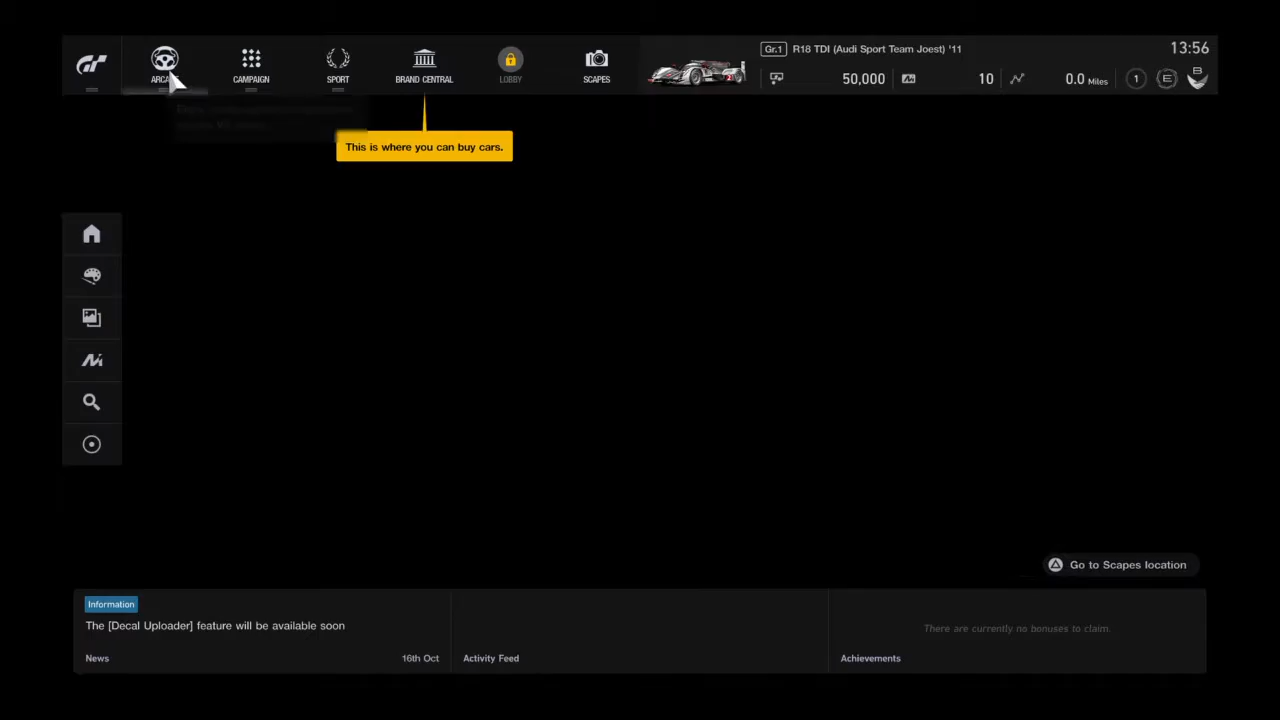 ARCA
CAMPAIGN
SPORT
BRAND CENTRAL
LOBBY
SCAPES
Gr.1 R18 TDI (Audi Sport Team Joest) '11
13:56
50,000
10
0.0 Miles
1
E
B
This is where you can buy cars.
Go to Scapes location
Information
The [Decal Uploader] feature will be available soon
News
16th Oct
Activity Feed
There are currently no bonuses to claim.
Achievements